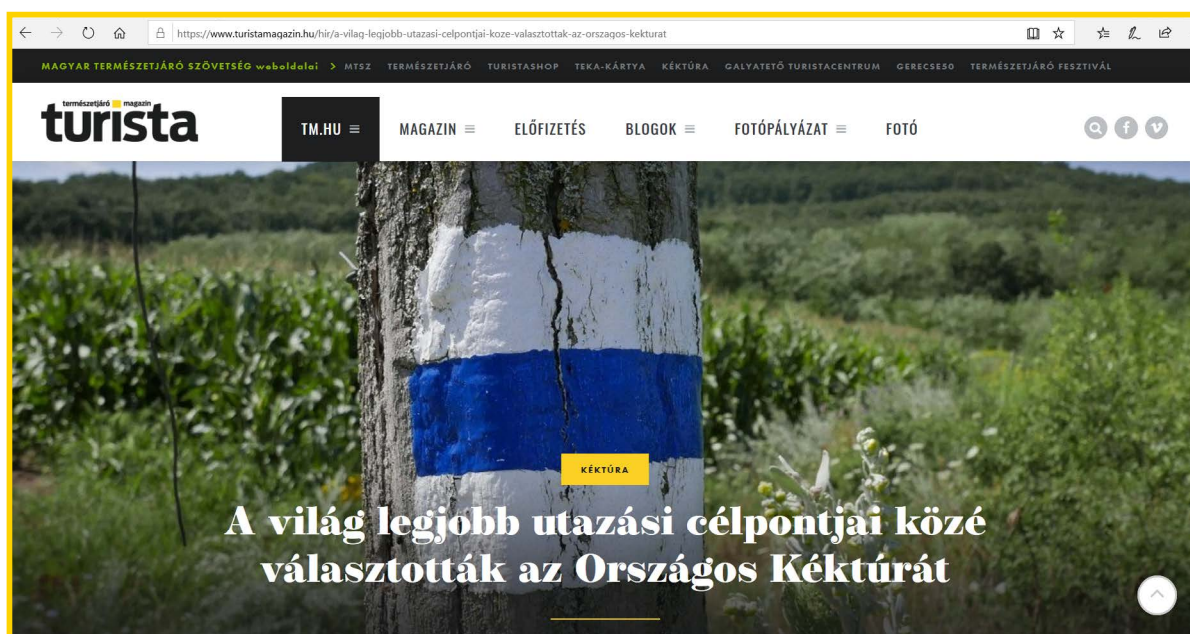 https://www.turistamagazin.hu/hir/a-vilag-legjobb-utazasi-celpontjai-koze-valasztottak-az-orszagos-kekturat
MAGYAR TERMÉSZETJÁRÓ SZÖVETSÉG weboldalai > MTSZ TERMÉSZETJÁRÓ TURISTASHOP TEKA-KÁRTYA KÉKTÚRA GALYATETŐ TURISTACENTRUM GERECSE50 TERMÉSZETJÁRÓ FESZTIVÁL
természetjáró magazin
turista
TM.HU MAGAZIN ELŐFIZETÉS BLOGOK FOTÓPÁLYÁZAT FOTÓ
KÉKTÚRA
A világ legjobb utazási célpontjai közé
választották az Országos Kéktúrát